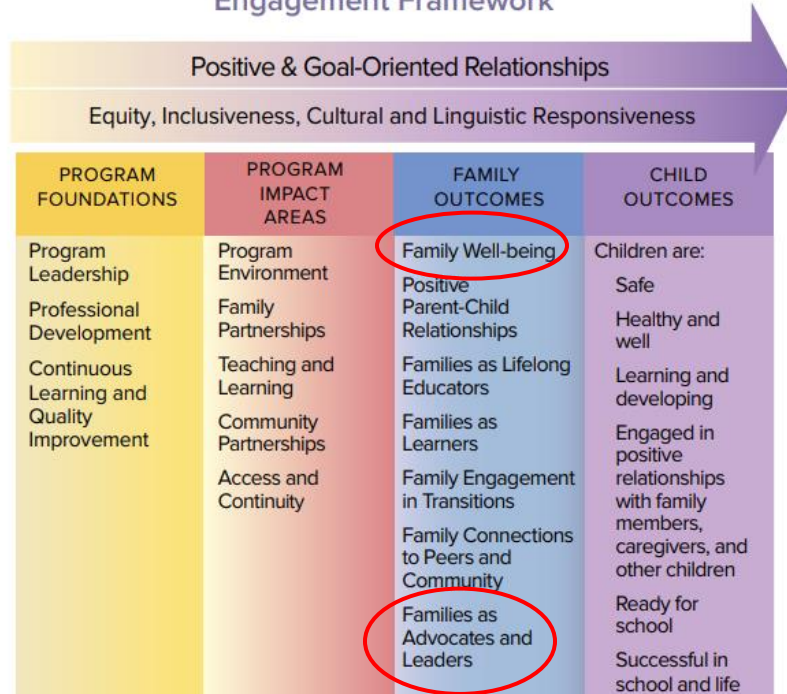 Engagement Framework
Positive & Goal-Oriented Relationships
Equity, Inclusiveness, Cultural and Linguistic Responsiveness
PROGRAM
FOUNDATIONS
Program
Leadership
Professional
Development
Continuous
Learning and
Quality
Improvement
PROGRAM
IMPACT
AREAS
Program
Environment
Family
Partnerships
Teaching and
Learning
Community
Partnerships
Access and
Continuity
FAMILY
OUTCOMES
Family Well-being
Positive
Parent-Child
Relationships
Families as Lifelong
Educators
Families as
Learners
Family Engagement
in Transitions
Family Connections
to Peers and
Community
Families as
Advocates and
Leaders
CHILD
OUTCOMES
Children are:
Safe
Healthy and
well
Learning and
developing
Engaged in
positive
relationships
with family
members,
caregivers, and
other children
Ready for
school
Successful in
school and life